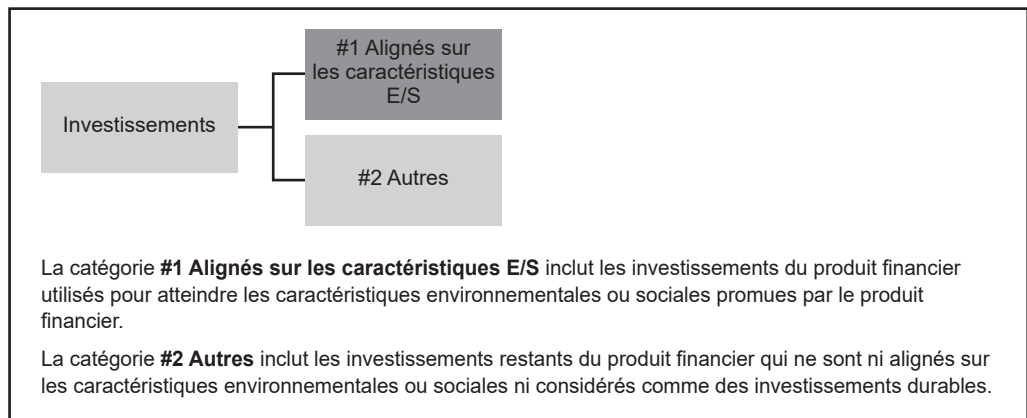 #1 Alignés sur
les caractéristiques
E/S
Investissements
#2 Autres
La catégorie #1 Alignés sur les caractéristiques E/S inclut les investissements du produit financier
utilisés pour atteindre les caractéristiques environnementales ou sociales promues par le produit
financier.
La catégorie #2 Autres inclut les investissements restants du produit financier qui ne sont ni alignés sur
les caractéristiques environnementales ou sociales ni considérés comme des investissements durables.